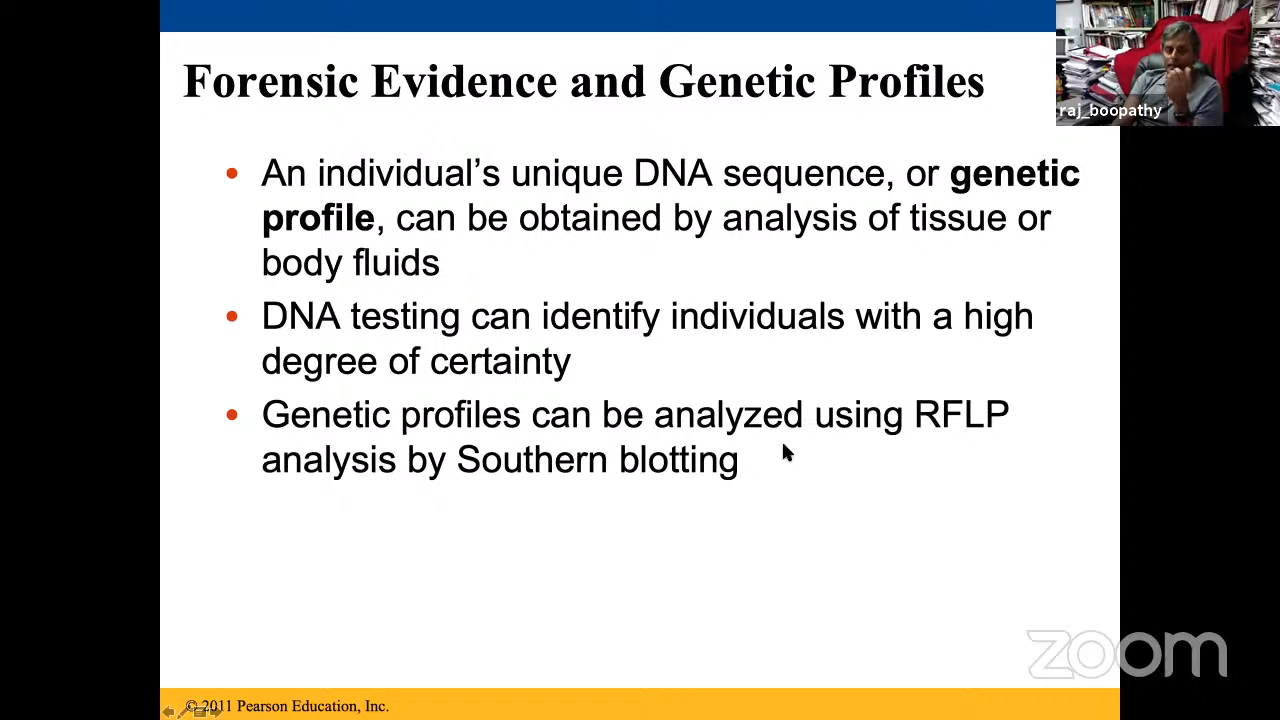 Forensic Evidence and Genetic Profiles
raj_boopathy
• An individual’s unique DNA sequence, or genetic
profile, can be obtained by analysis of tissue or
body fluids
• DNA testing can identify individuals with a high
degree of certainty
• Genetic profiles can be analyzed using RFLP
analysis by Southern blotting
zoom
© 2011 Pearson Education, Inc.